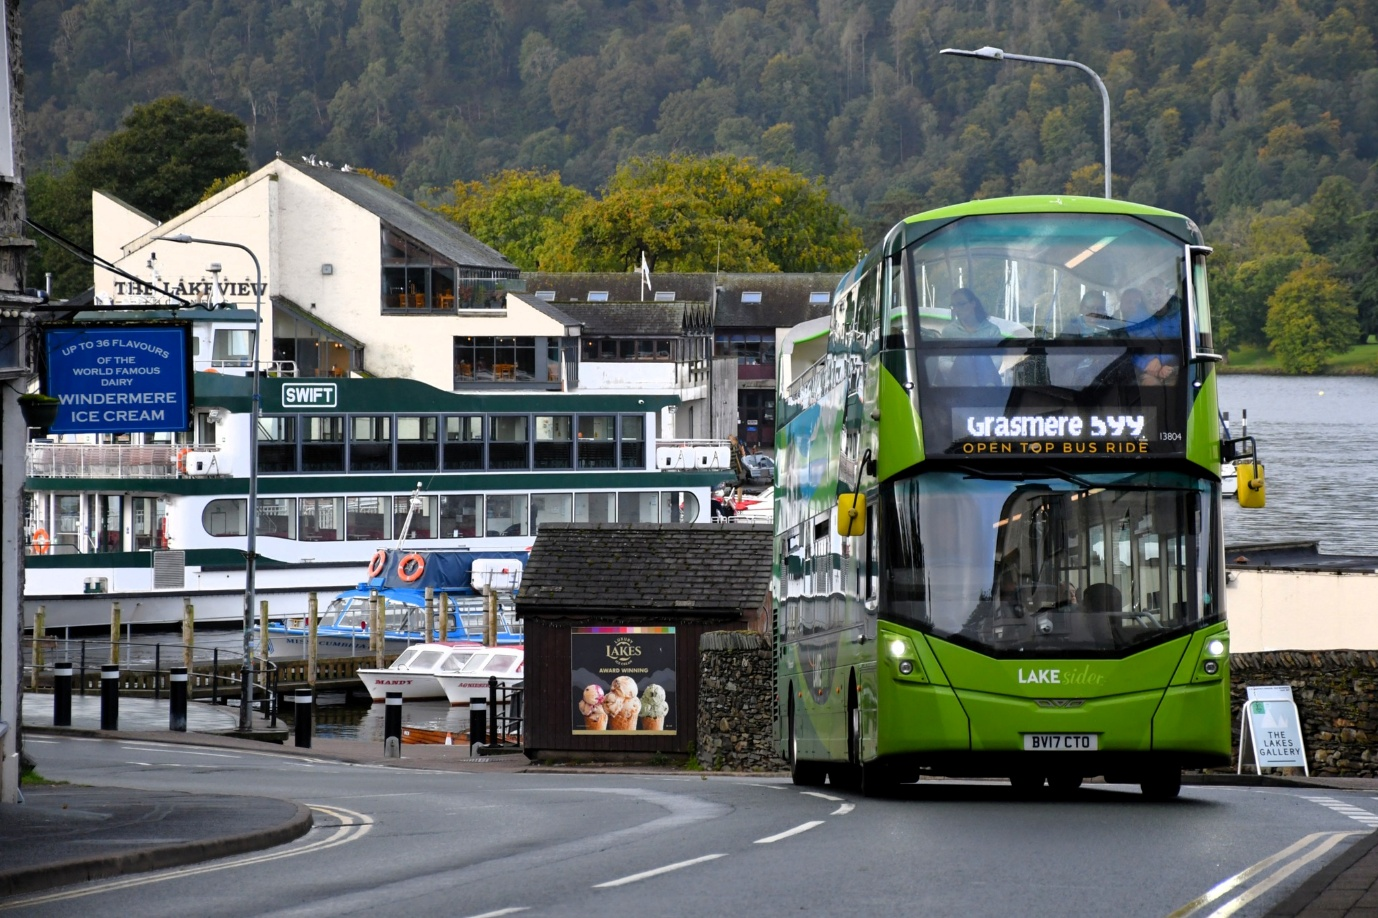 THE LAKEVIEW
UP TO 36 FLAVOURS
OF THE
WORLD FAMOUS
DAIRY
WINDERMERE
ICE CREAM
SWIFT
Grasmere 599
13804
OPEN TOP BUS RIDE
LAKES
AWARD WINNING
MANDY
LAKEsider
BV17 CTO
THE
LAKES
GALLERY